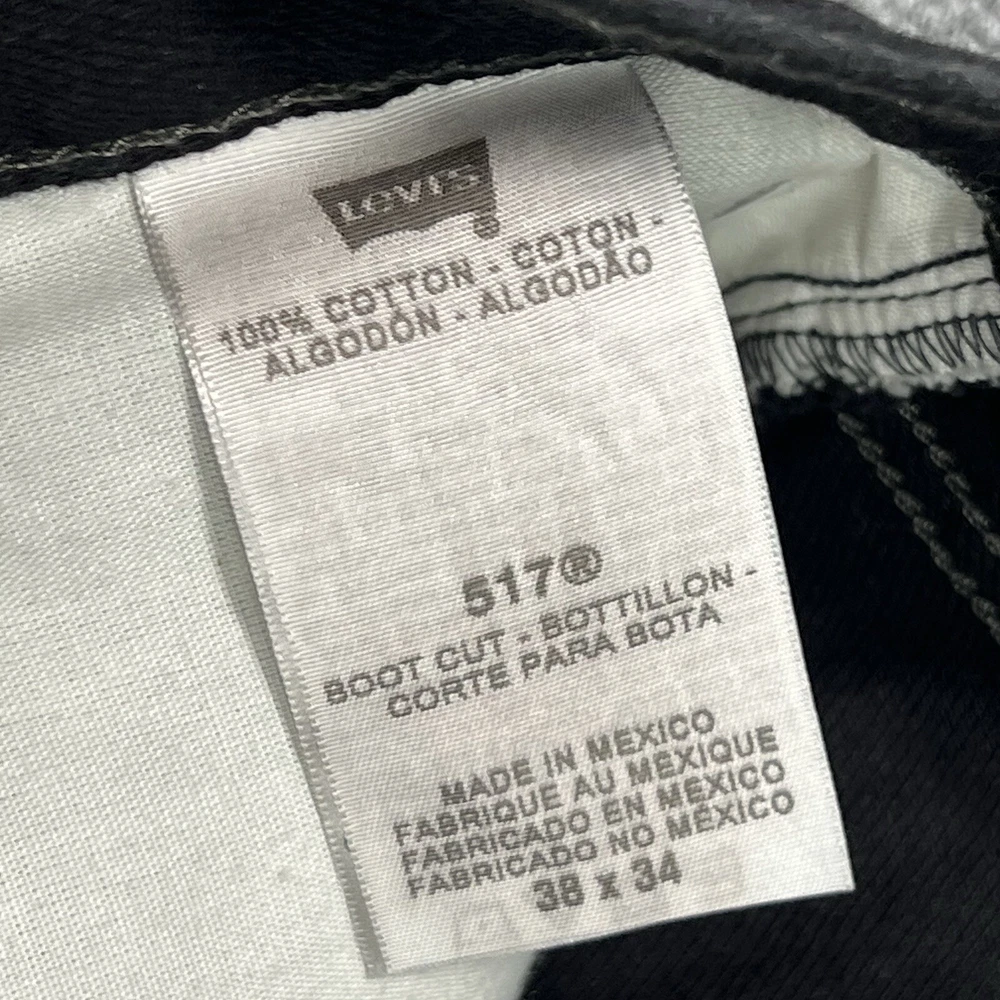 LEVI'S
100% COTTON - COTON -
ALGODÓN - ALGODÃO
517®
BOOT CUT - BOTTILLON -
CORTE PARA BOTA
MADE IN MEXICO
FABRIQUE AU MEXIQUE
FABRICADO EN MEXICO
FABRICADO NO MÉXICO
38 x 34